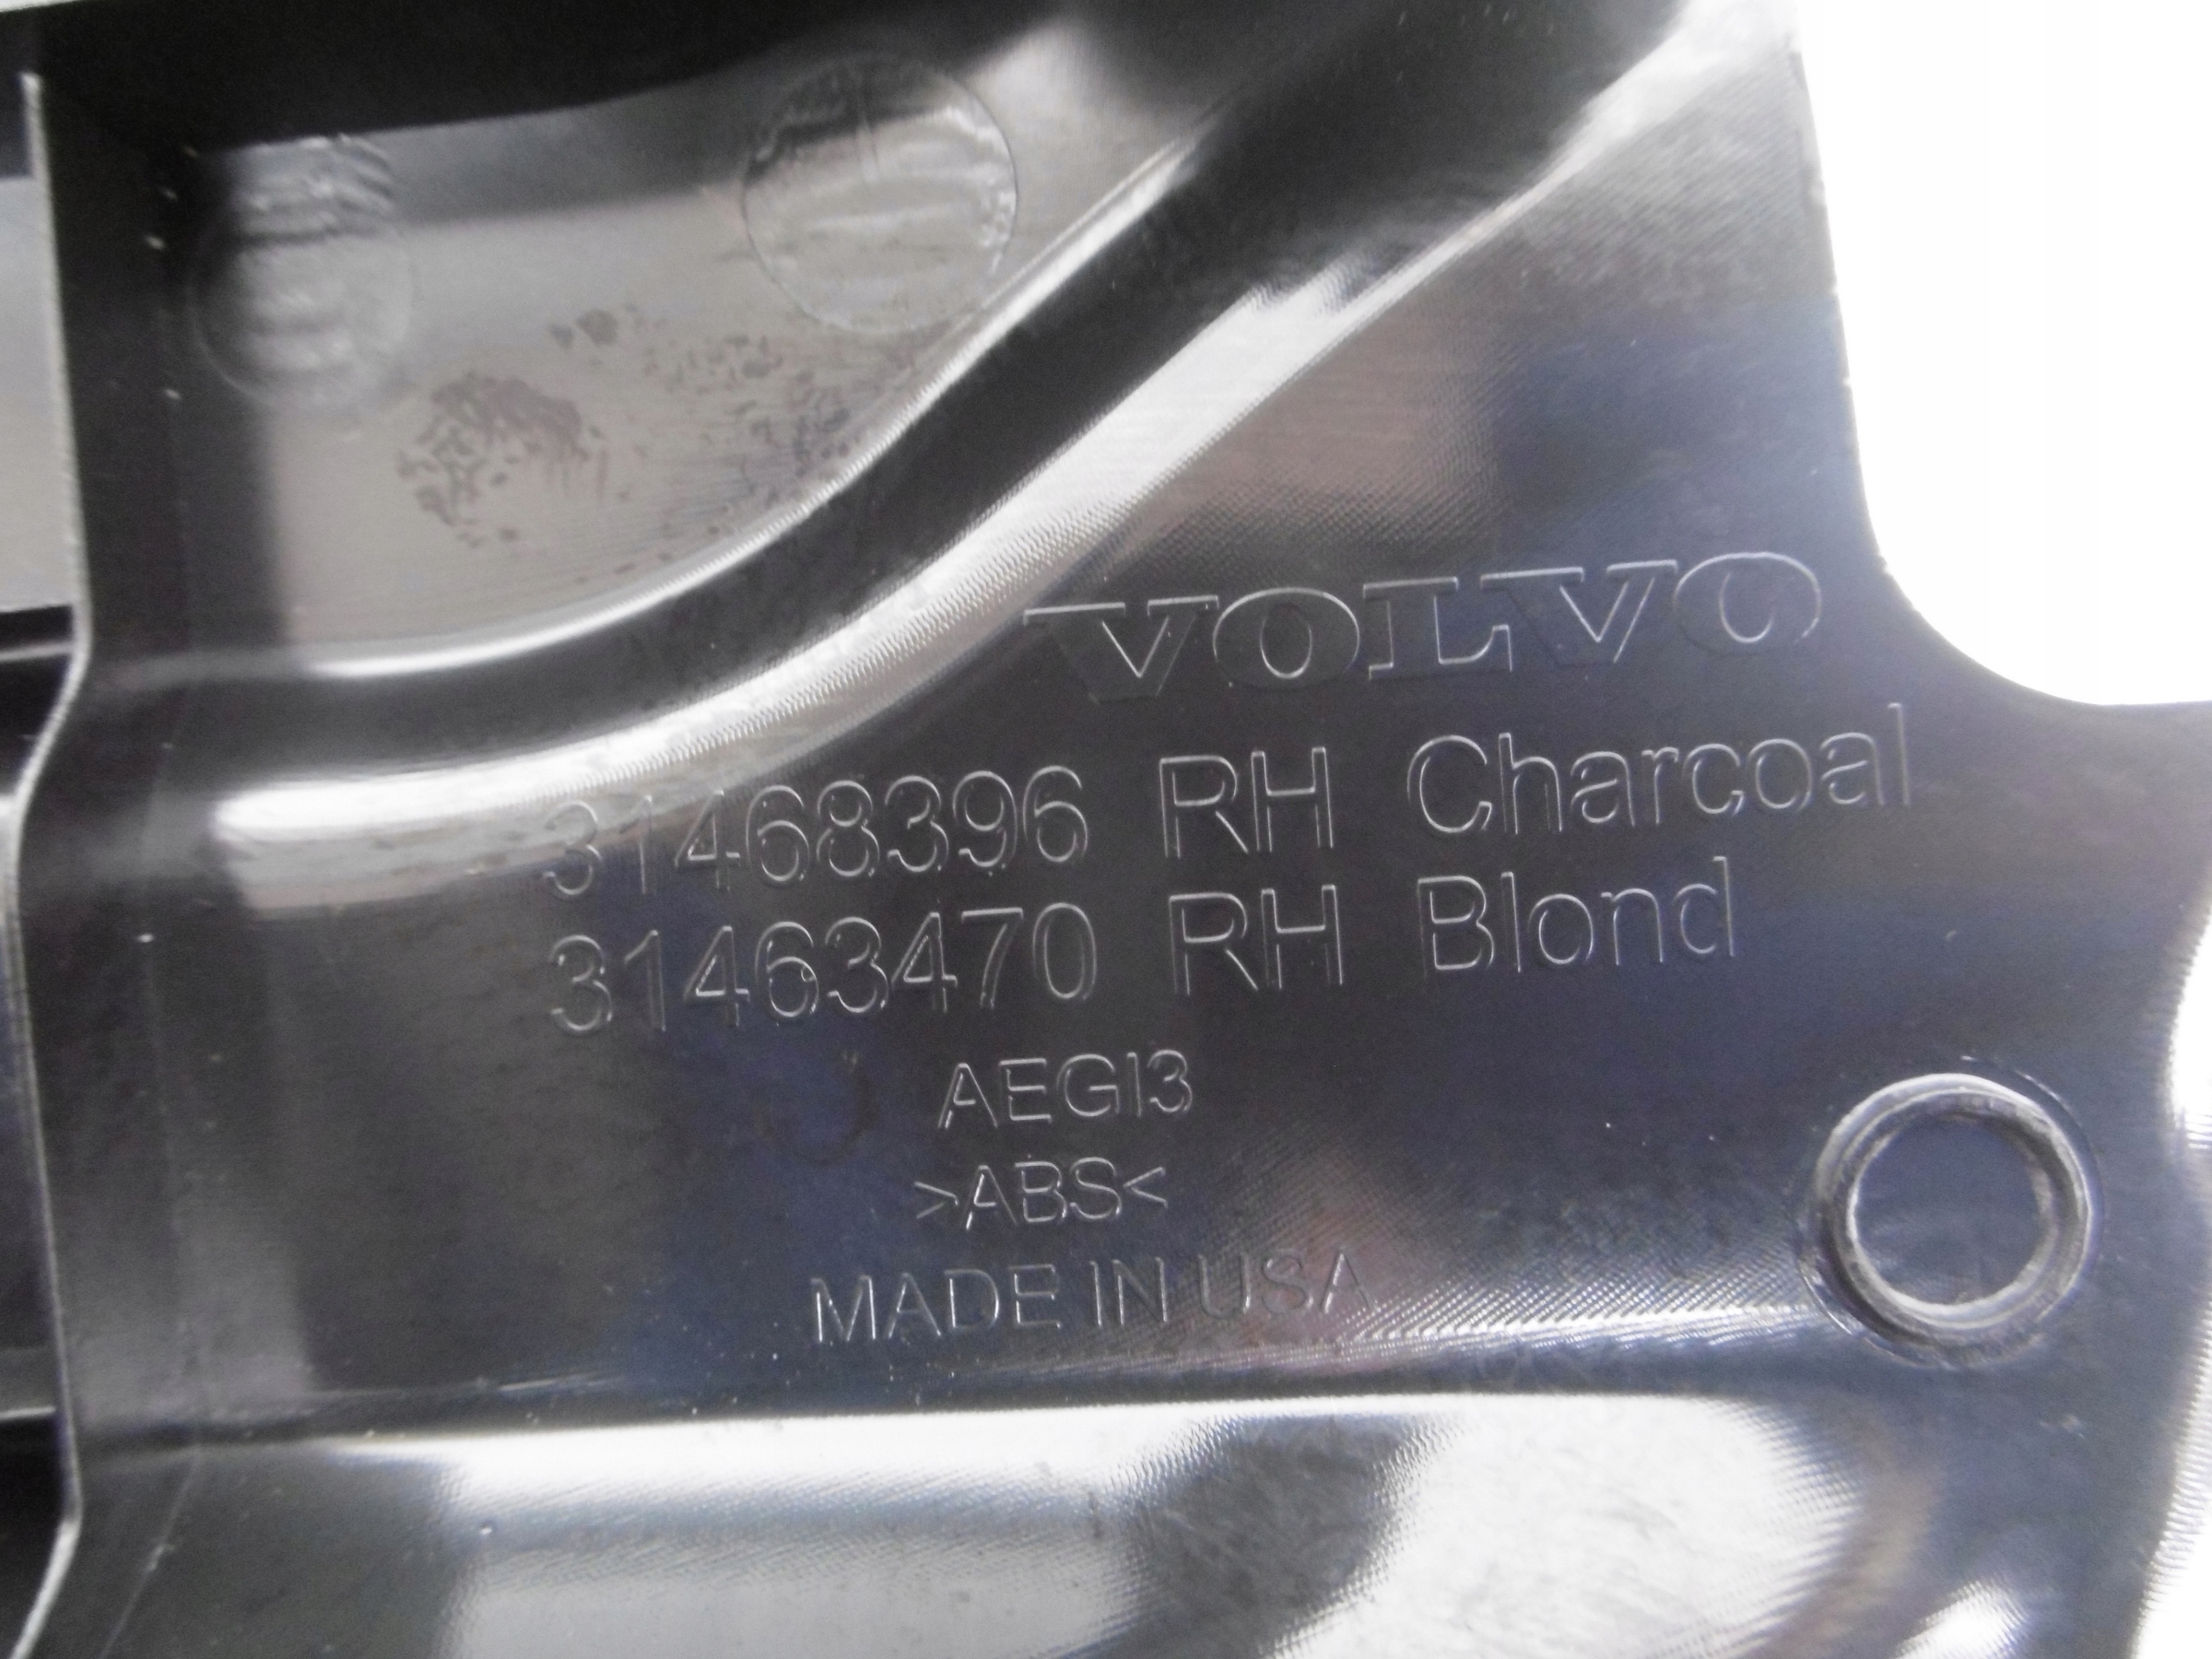 VOLVO
31468396 RH Charcoal
31463470 RH Blond
AEGI3
>ABS<
MADE IN USA